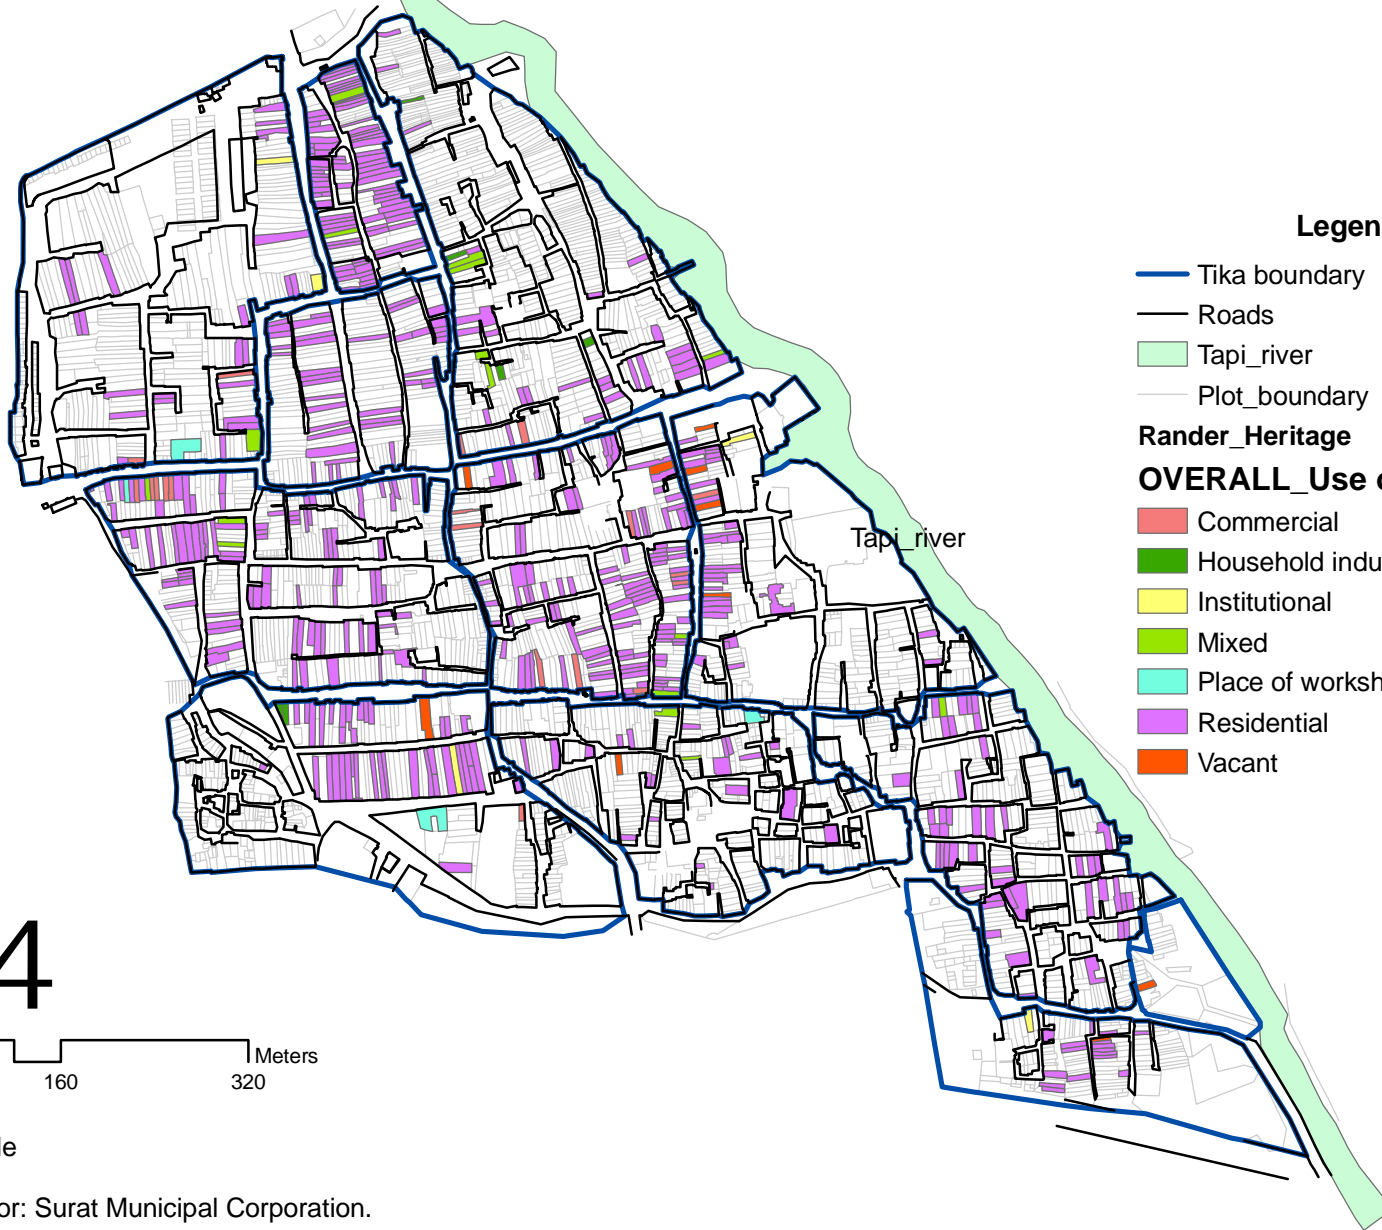 Legen
Tika boundary
Roads
Tapi_river
Plot_boundary
Rander_Heritage
OVERALL_Use
Commercial
Household indu
Institutional
Mixed
Place of worksh
Residential
Vacant
Tapi_river
4
Meters
160 320
le
or: Surat Municipal Corporation.